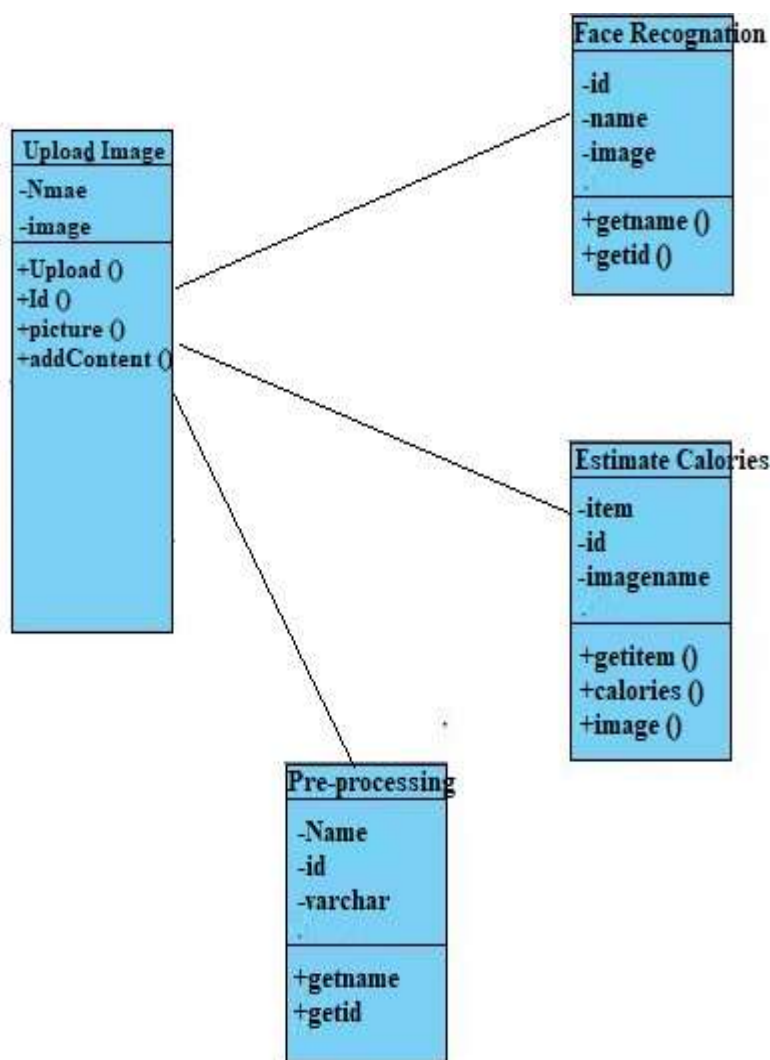 Upload Image
-Nmae
-image
+Upload ()
+Id ()
+picture ()
+addContent ()
Face Recognation
-id
-name
-image
+getname ()
+getid ()
Estimate Calories
-item
-id
-imagename
+getitem ()
+calories ()
+image ()
Pre-processing
-Name
-id
-varchar
+getname
+getid